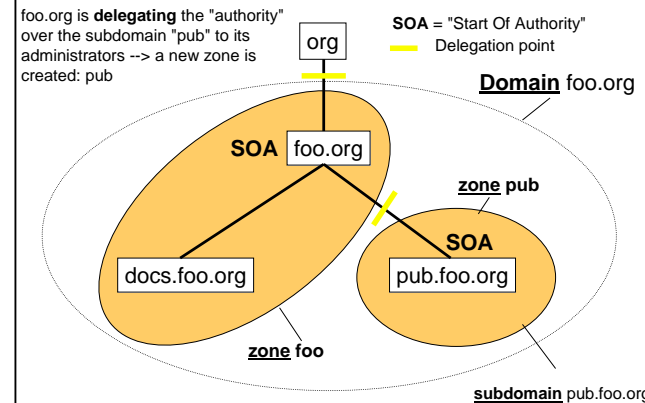 foo.org is delegating the "authority"
over the subdomain "pub" to its
administrators --> a new zone is
created: pub
SOA = "Start Of Authority"
Delegation point
org
Domain foo.org
SOA
foo.org
zone pub
SOA
docs.foo.org
pub.foo.org
zone foo
subdomain pub.foo.org